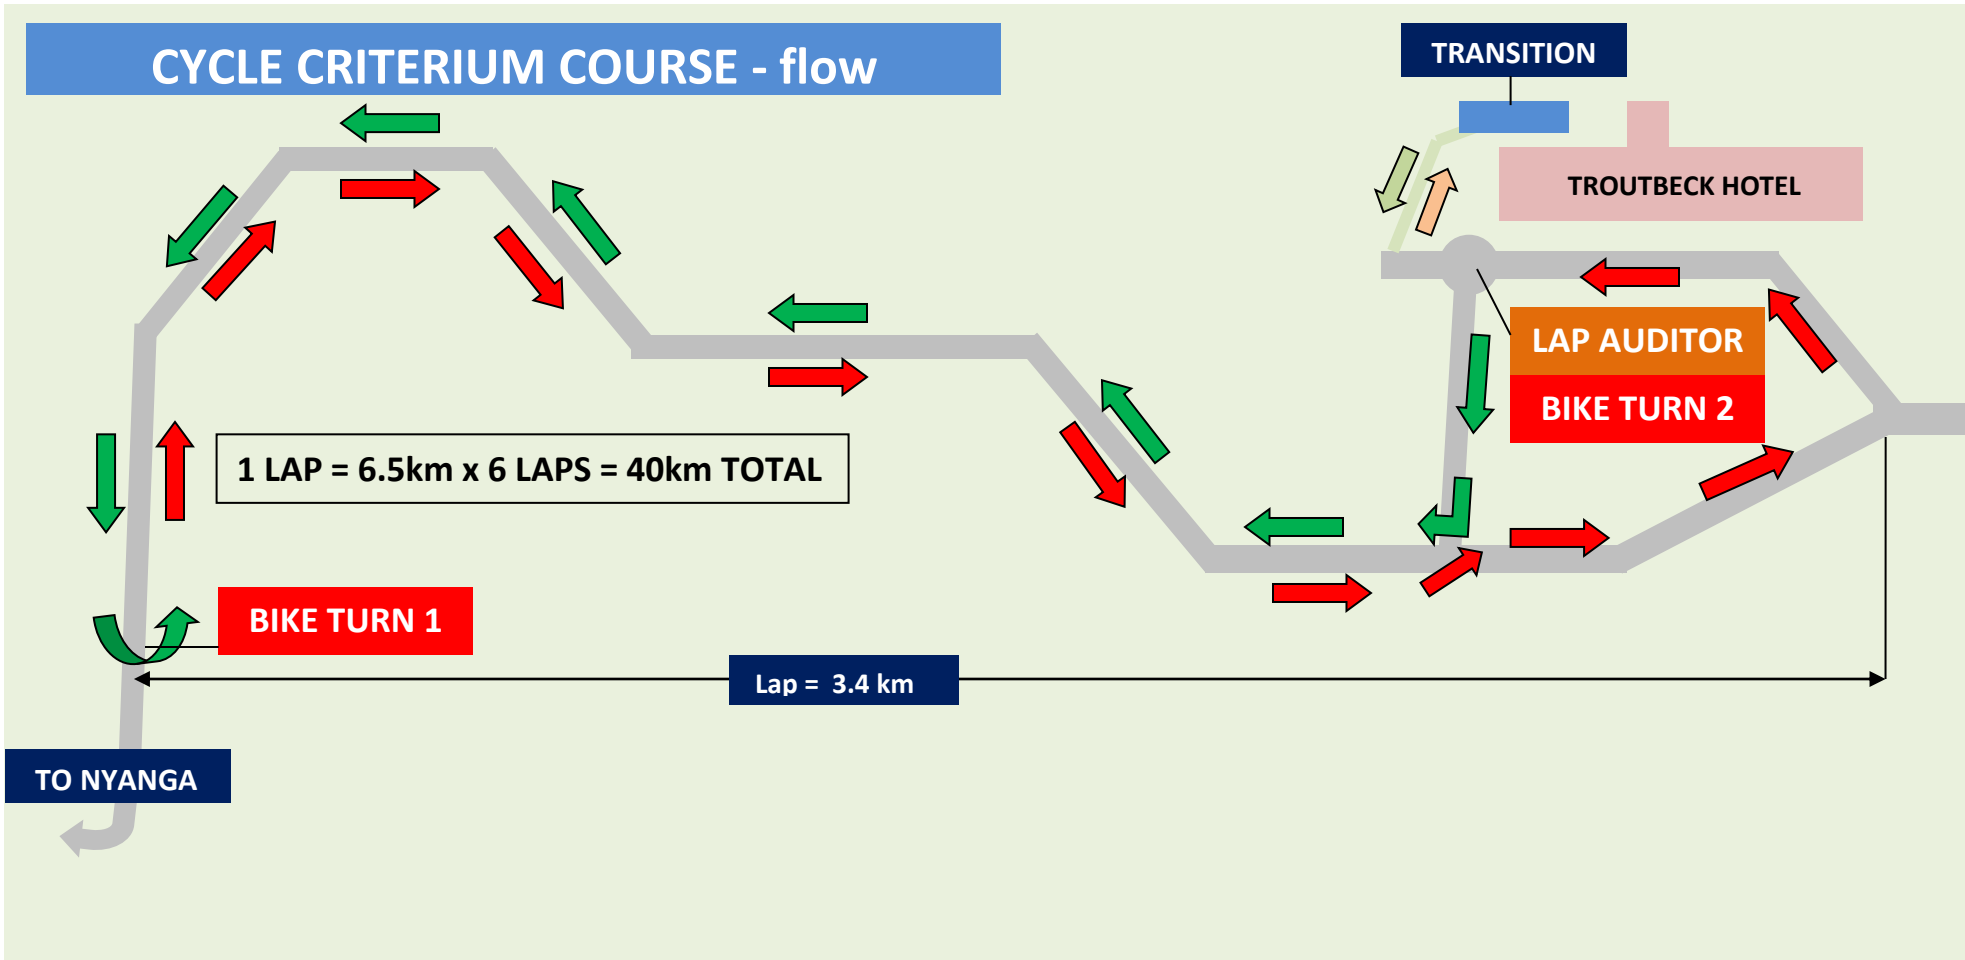 CYCLE CRITERIUM COURSE - flow
TRANSITION
TROUTBECK HOTEL
LAP AUDITOR
BIKE TURN 2
1 LAP = 6.5km x 6 LAPS = 40km TOTAL
BIKE TURN 1
Lap =  3.4 km
TO NYANGA